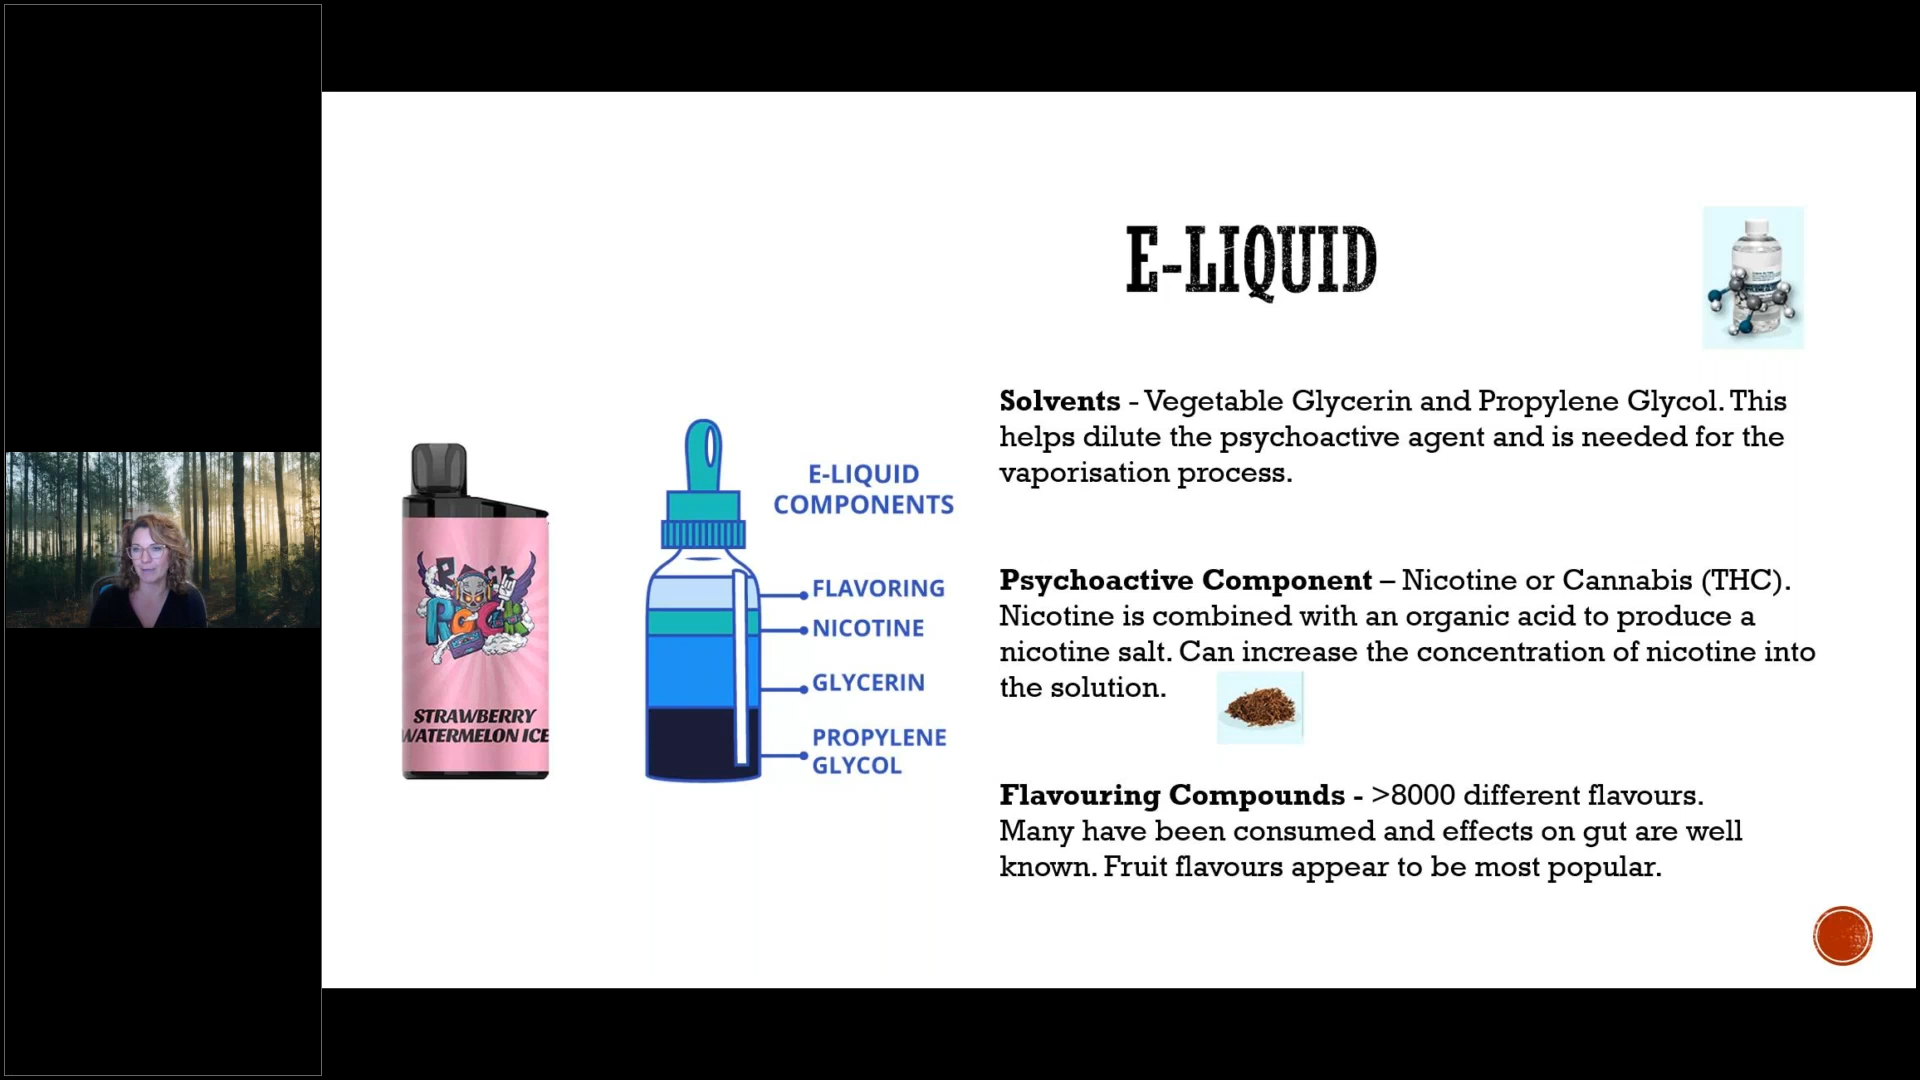 E-LIQUID
Solvents - Vegetable Glycerin and Propylene Glycol. This
helps dilute the psychoactive agent and is needed for the
vaporisation process.
Psychoactive Component – Nicotine or Cannabis (THC).
Nicotine is combined with an organic acid to produce a
nicotine salt. Can increase the concentration of nicotine into
the solution.
Flavouring Compounds - >8000 different flavours.
Many have been consumed and effects on gut are well
known. Fruit flavours appear to be most popular.
E-LIQUID
COMPONENTS
FLAVORING
NICOTINE
GLYCERIN
PROPYLENE
GLYCOL
STRAWBERRY
WATERMELON ICE